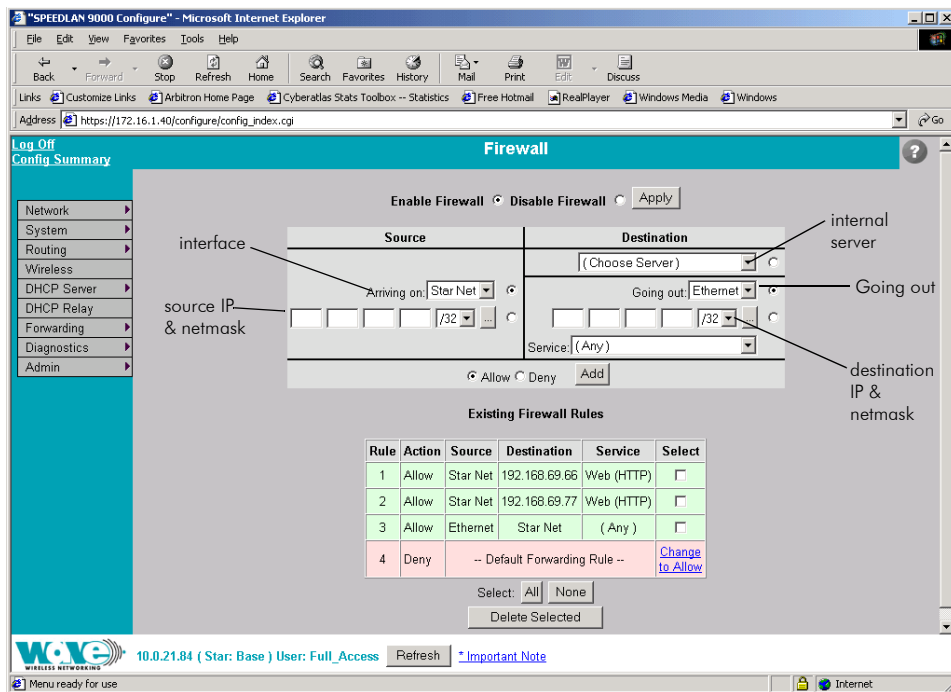 "SPEEDLAN 9000 Configure" - Microsoft Internet Explorer
File Edit View Favorites Tools Help
Back Forward Stop Refresh Home Search Favorites History Mail Print Edit Discuss
Links Customize Links Arbitron Home Page Cyberatlas Stats Toolbox -- Statistics Free Hotmail RealPlayer Windows Media Windows
Address https://172.16.1.40/configure/config_index.cgi Go
Log Off
Config Summary
Firewall
?
Enable Firewall Disable Firewall Apply
Network
System
Routing
Wireless
DHCP Server
DHCP Relay
Forwarding
Diagnostics
Admin
interface
source IP
& netmask
internal
server
Going out
destination
IP &
netmask
Source Destination
(Choose Server)
Arriving on: Star Net Going out: Ethernet
/32 ... /32 ...
Service: (Any)
Allow Deny Add
Existing Firewall Rules
Rule Action Source Destination Service Select
1 Allow Star Net 192.168.69.66 Web (HTTP)
2 Allow Star Net 192.168.69.77 Web (HTTP)
3 Allow Ethernet Star Net (Any)
4 Deny -- Default Forwarding Rule -- Change to Allow
Select: All None
Delete Selected
WAVE
WIRELESS NETWORKING
10.0.21.84 ( Star: Base ) User: Full_Access Refresh * Important Note
Menu ready for use Internet